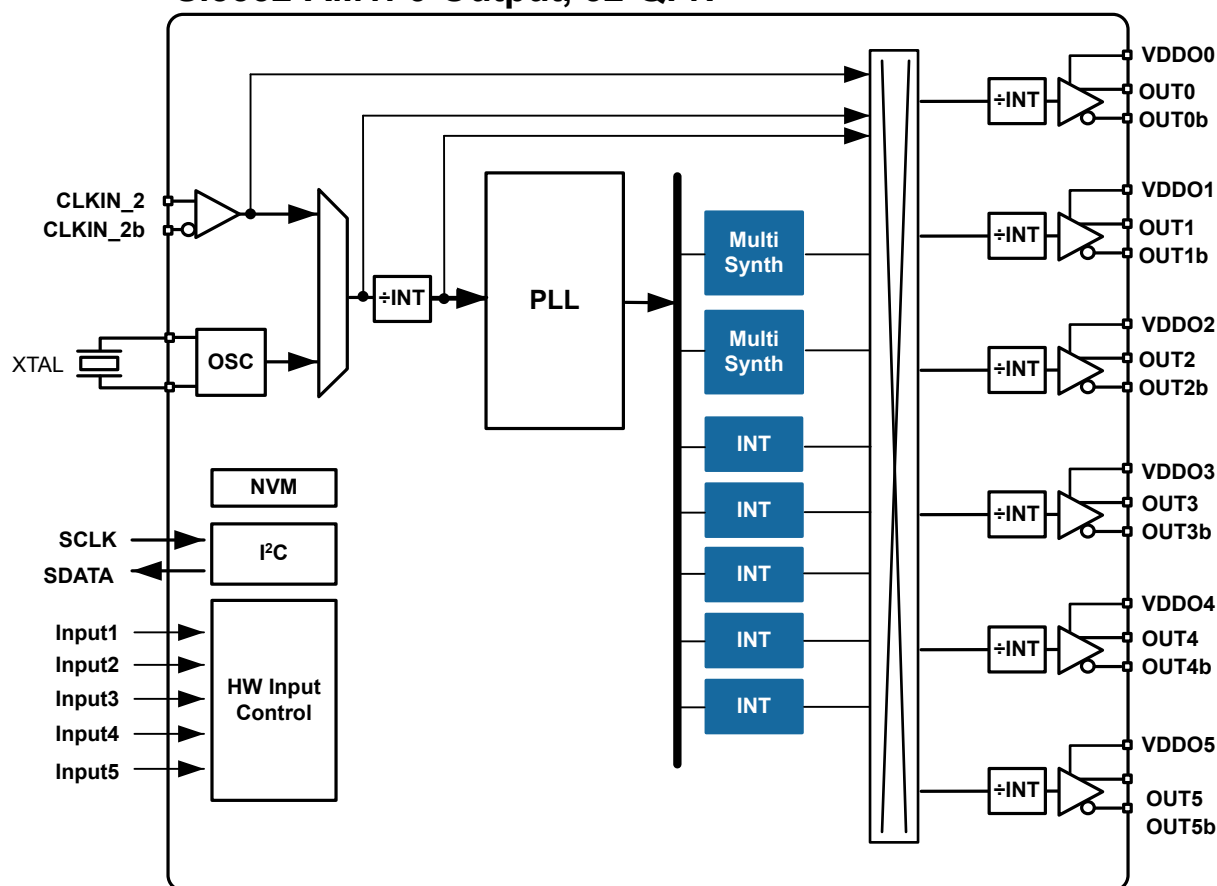 Output,
VDDO0
OUT0
OUT0b
÷INT
CLKIN_2
CLKIN_2b
VDDO1
OUT1
OUT1b
÷INT
Multi
Synth
÷INT
PLL
XTAL
OSC
Multi
Synth
VDDO2
OUT2
OUT2b
÷INT
INT
NVM
INT
VDDO3
OUT3
OUT3b
÷INT
SCLK
SDATA
I²C
INT
Input1
Input2
Input3
Input4
Input5
HW Input
Control
INT
INT
VDDO4
OUT4
OUT4b
÷INT
VDDO5
OUT5
OUT5b
÷INT